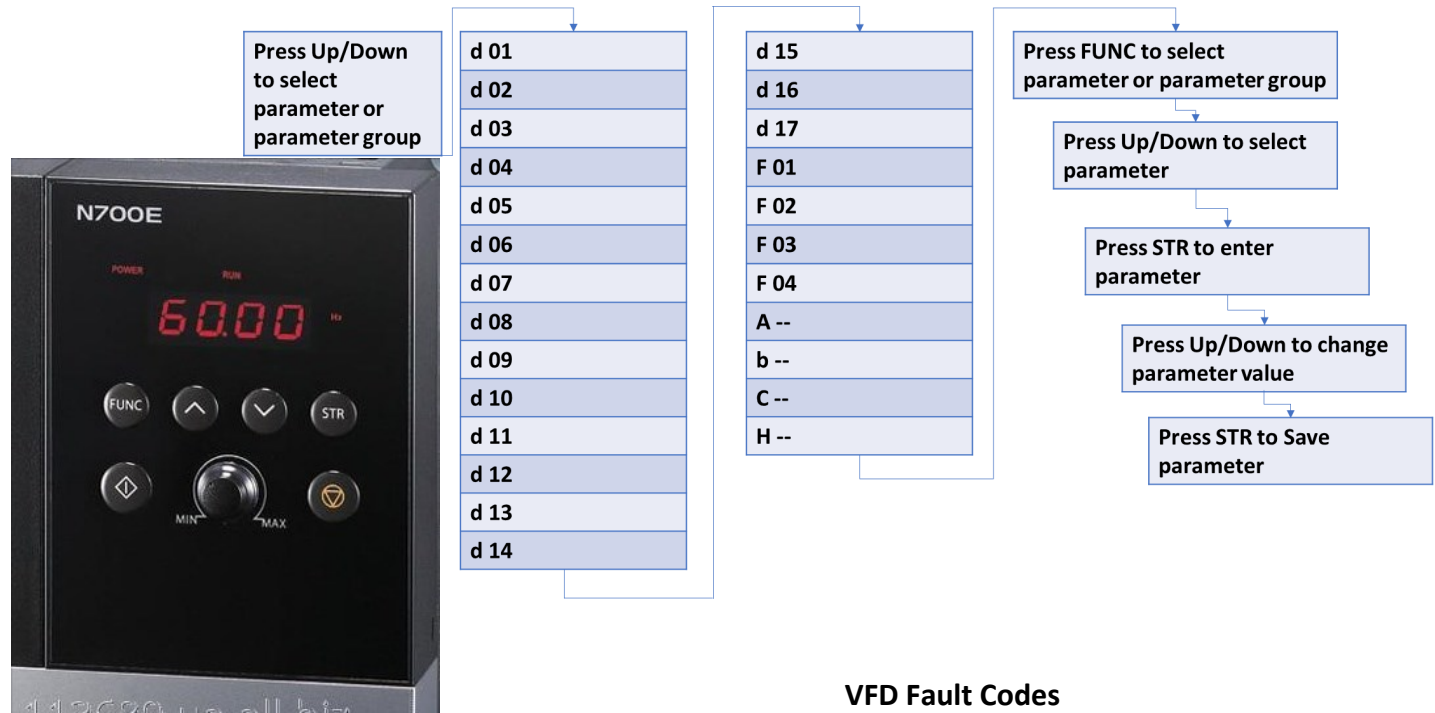 Press Up/Down
to select
parameter or
parameter group
N700E
POWER
RUN
60.00
Hz
FUNC
STR
MIN
MAX
d 01
d 02
d 03
d 04
d 05
d 06
d 07
d 08
d 09
d 10
d 11
d 12
d 13
d 14
d 15
d 16
d 17
F 01
F 02
F 03
F 04
A --
b --
C --
H --
Press FUNC to select
parameter or parameter group
Press Up/Down to select
parameter
Press STR to enter
parameter
Press Up/Down to change
parameter value
Press STR to Save
parameter
VFD Fault Codes